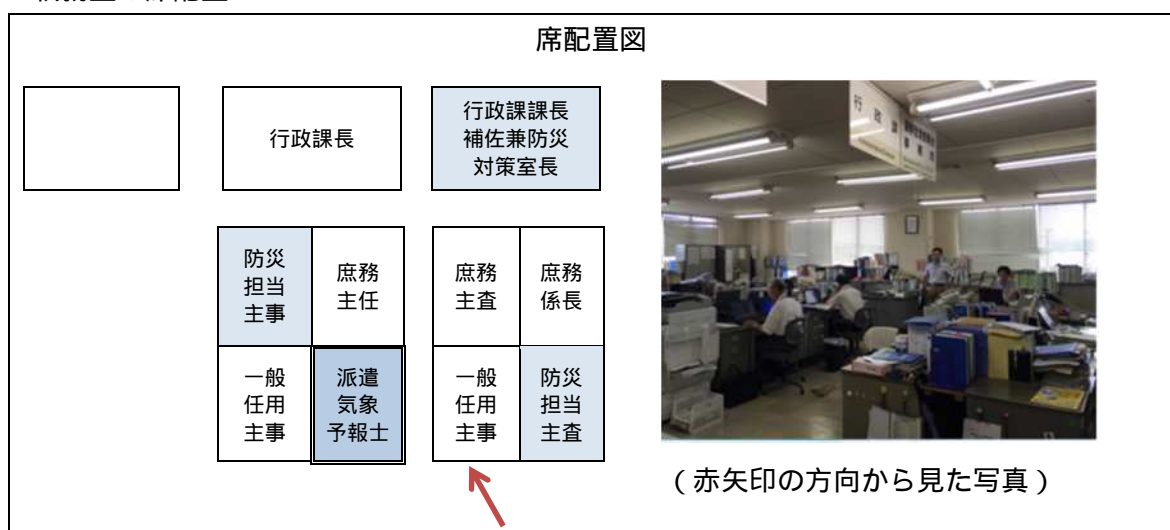 席配置図
行政課長
行政課課長
補佐兼防災
対策室長
防災
担当
主事
庶務
主任
庶務
主査
庶務
係長
一般
任用
主事
派遣
気象
予報士
一般
任用
主事
防災
担当
主査
行政課
(赤矢印の方向から見た写真)